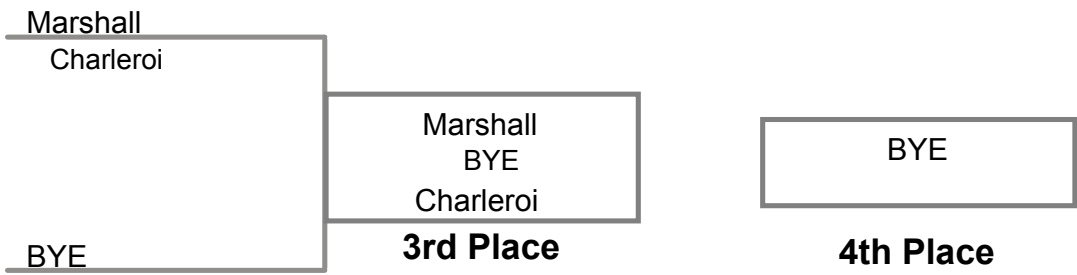 Marshall
Charleroi
BYE
Marshall
BYE
Charleroi
3rd Place
BYE
4th Place